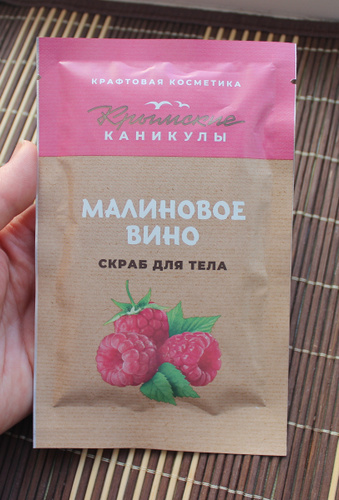 КРАФТОВАЯ КОСМЕТИКА
Крымские
КАНИКУЛЫ
МАЛИНОВОЕ
ВИНО
СКРАБ ДЛЯ ТЕЛА